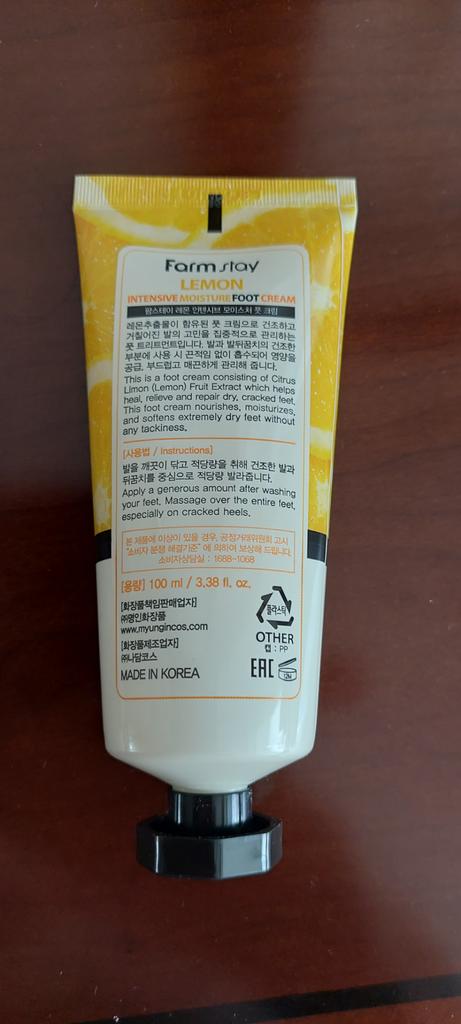 Farm stay
LEMON
INTENSIVE MOISTURE FOOT CREAM
팜스테이 레몬 인텐시브 모이스처 풋 크림
레몬추출물이 함유된 풋 크림으로 건조하고
거칠어진 발의 고민을 집중적으로 관리하는
풋 트리트먼트입니다. 발과 발뒤꿈치의 건조한
부분에 사용 시 끈적임 없이 흡수되어 영양을
공급, 부드럽고 매끈하게 관리해 줍니다.
This is a foot cream consisting of Citrus
Limon (Lemon) Fruit Extract which helps
heal, relieve and repair dry, cracked feet.
This foot cream nourishes, moisturizes,
and softens extremely dry feet without
any tackiness.
[사용법 / Instructions]
발을 깨끗이 닦고 적당량을 취해 건조한 발과
뒤꿈치를 중심으로 적당량 발라줍니다.
Apply a generous amount after washing
your feet. Massage over the entire feet,
especially on cracked heels.
본 제품에 이상이 있을 경우, 공정거래위원회 고시
"소비자 분쟁 해결기준" 에 의하여 보상해 드립니다.
소비자상담실 : 1688-1068
[용량] 100 ml / 3.38 fl. oz.
[화장품책임판매업자]
㈜명인화장품
www.myungincos.com
[화장품제조업자]
㈜나담코스
MADE IN KOREA
플라스틱
OTHER
캡 : PP
EAC
12M